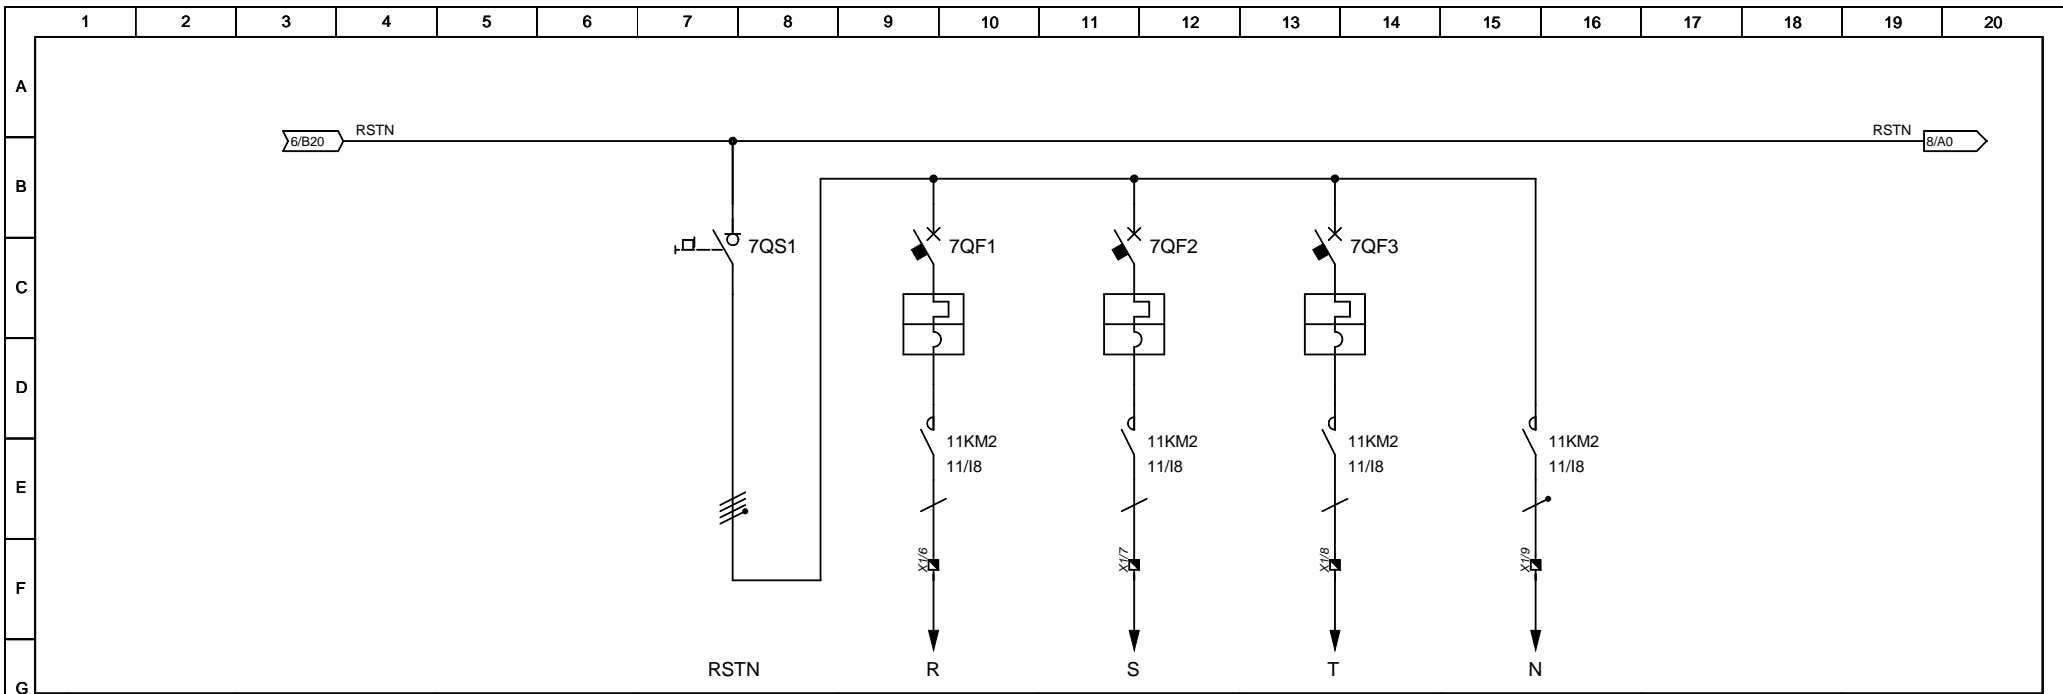 1 2 3 4 5 6 7 8 9 10 11 12 13 14 15 16 17 18 19 20
A
RSTN RSTN
6/B20 8/A0
B
7QS1 7QF1 7QF2 7QF3
C
D
11KM2 11KM2 11KM2 11KM2
11/I8 11/I8 11/I8 11/I8
E
X1/6 X1/7 X1/8 X1/9
F
RSTN R S T N
G